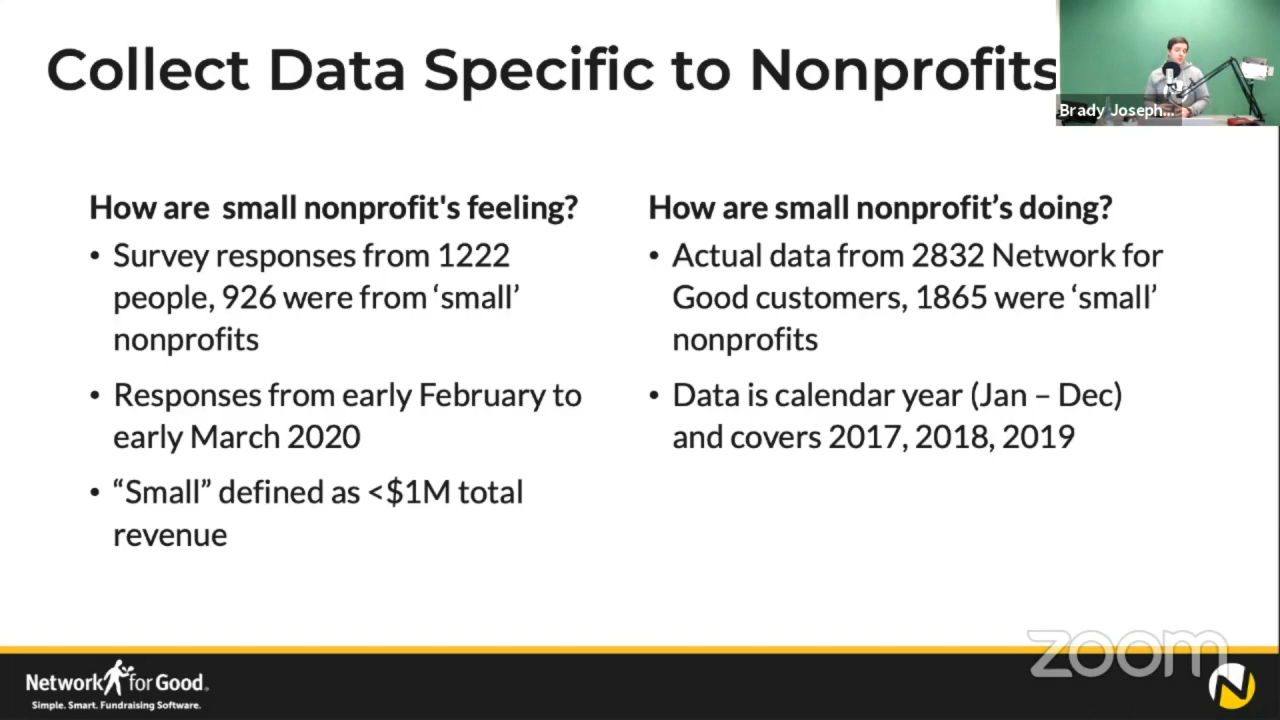 Collect Data Specific to Nonprofits
Brady Joseph...
How are small nonprofit's feeling?
• Survey responses from 1222
people, 926 were from ‘small’
nonprofits
• Responses from early February to
early March 2020
• “Small” defined as <$1M total
revenue
How are small nonprofit’s doing?
• Actual data from 2832 Network for
Good customers, 1865 were ‘small’
nonprofits
• Data is calendar year (Jan – Dec)
and covers 2017, 2018, 2019
zoom
Network for Good.
Simple. Smart. Fundraising Software.
N